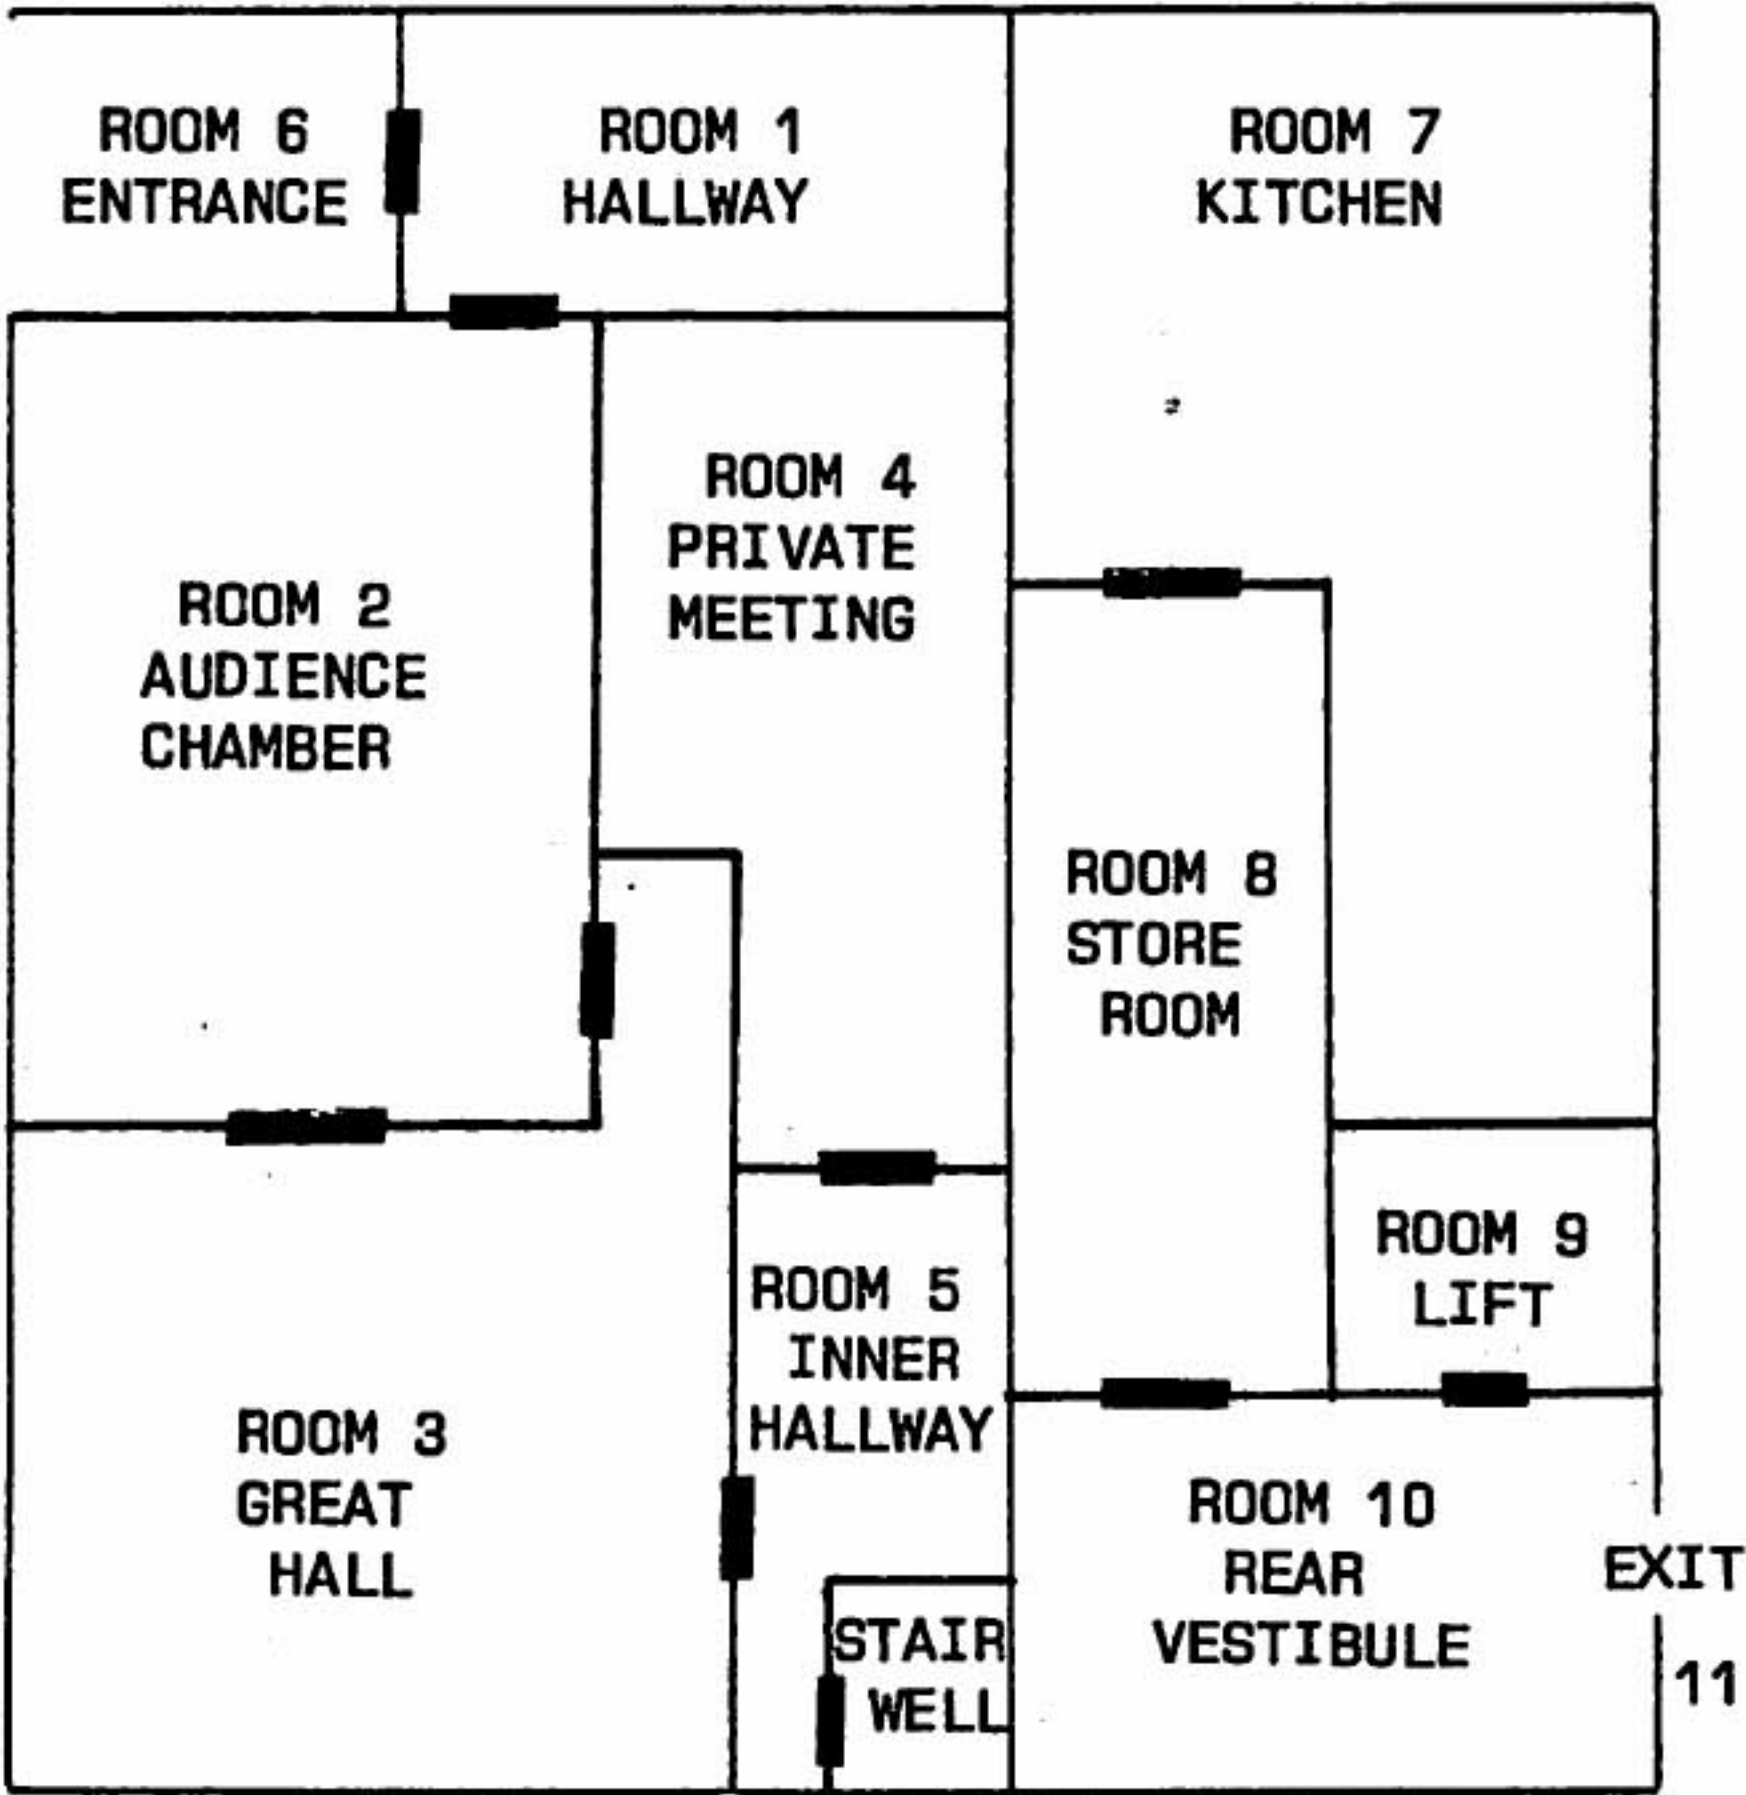 ROOM 6
ENTRANCE
ROOM 1
HALLWAY
ROOM 7
KITCHEN
ROOM 2
AUDIENCE
CHAMBER
ROOM 4
PRIVATE
MEETING
ROOM 8
STORE
ROOM
ROOM 9
LIFT
ROOM 3
GREAT
HALL
ROOM 5
INNER
HALLWAY
STAIR
WELL
ROOM 10
REAR
VESTIBULE
EXIT
11